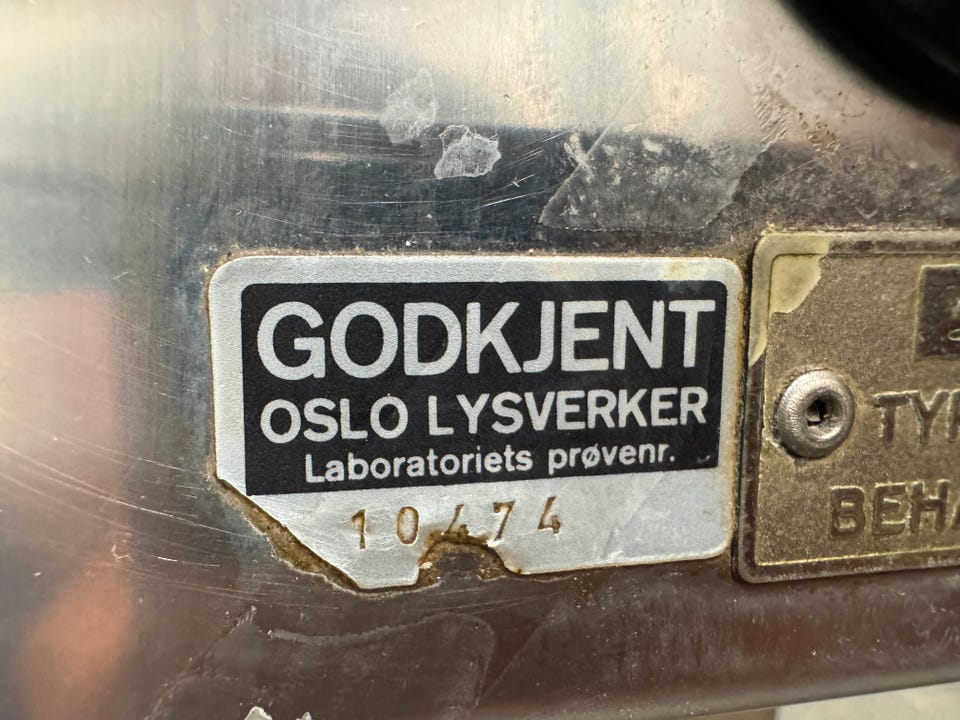 GODKJENT
OSLO LYSVERKER
Laboratoriets prøvenr.
10474